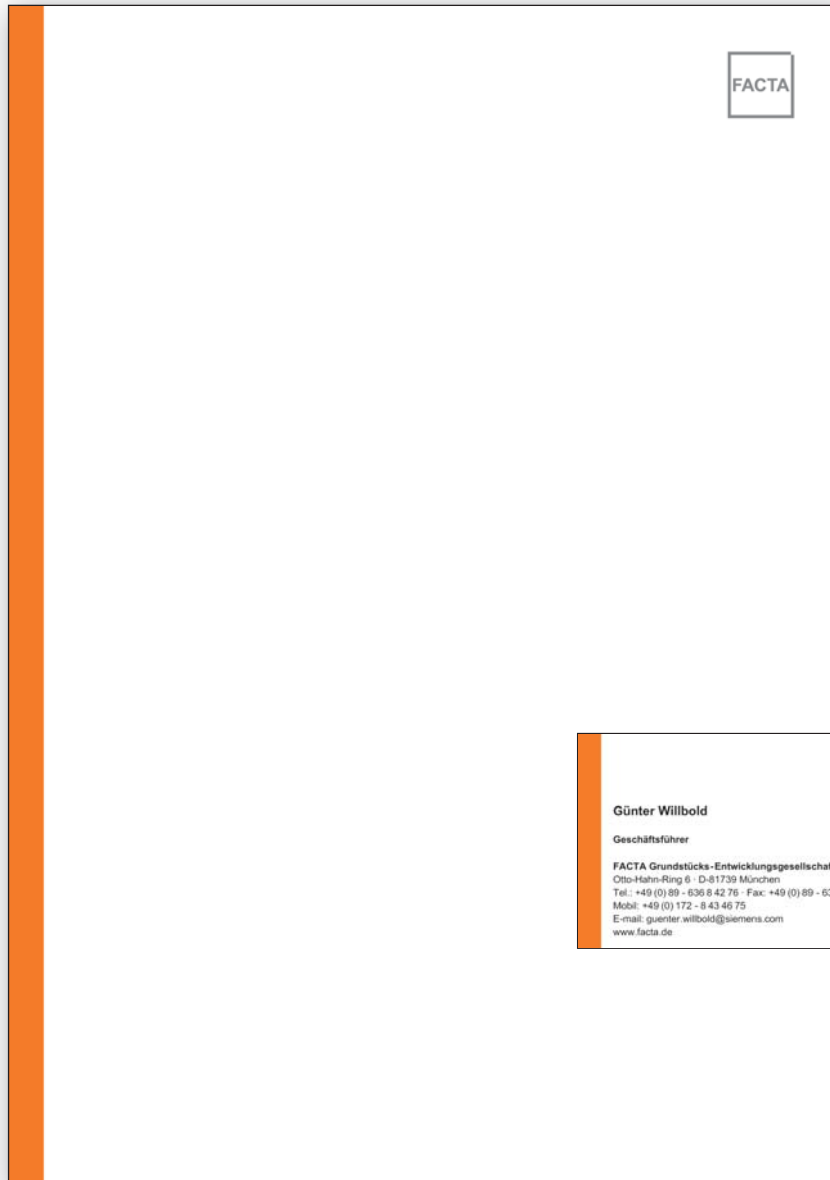 FACTA
Günter Willbold
Geschäftsführer
FACTA Grundstücks-Entwicklungsgesellschaf
Otto-Hahn-Ring 6 · D-81739 München
Tel.: +49 (0) 89 - 636 8 42 76 · Fax: +49 (0) 89 - 63
Mobil: +49 (0) 172 - 8 43 46 75
E-mail: guenter.willbold@siemens.com
www.facta.de